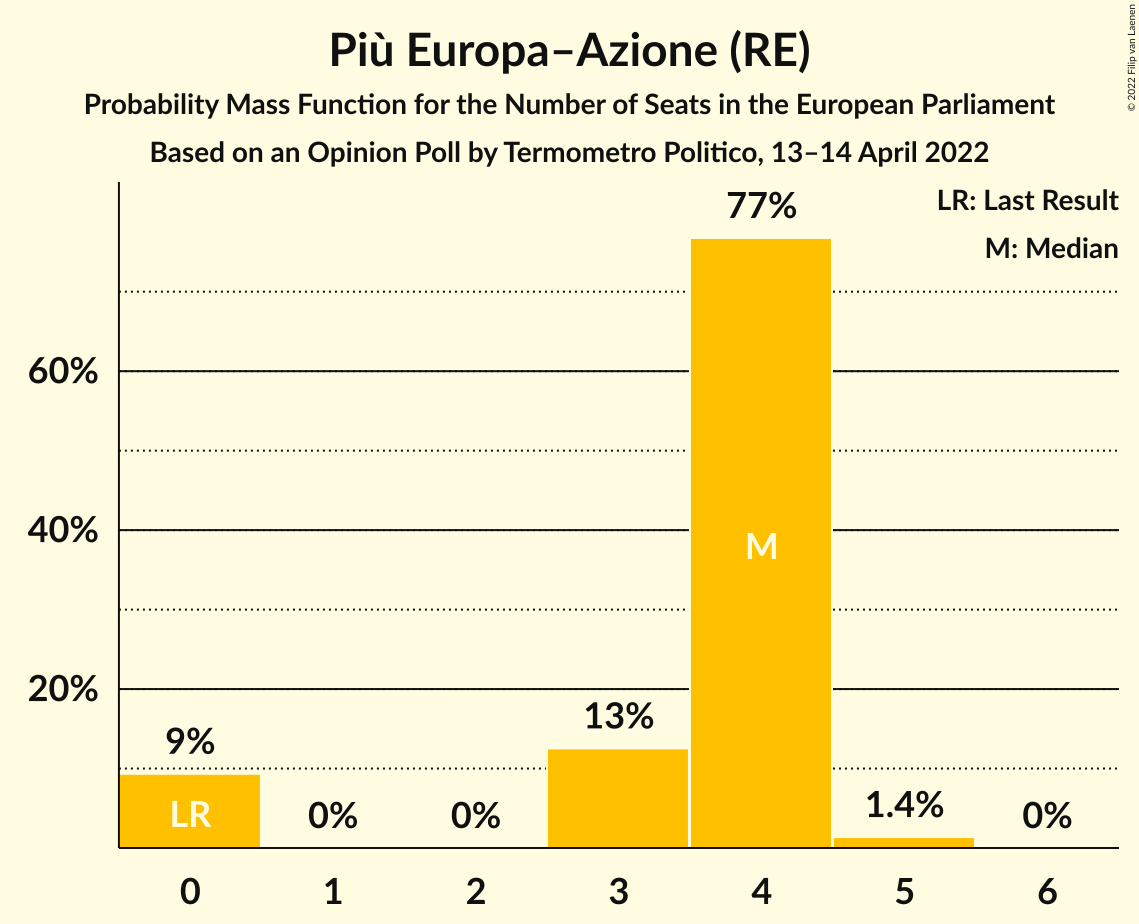 Più Europa–Azione (RE)
Probability Mass Function for the Number of Seats in the European Parliament
Based on an Opinion Poll by Termometro Politico, 13–14 April 2022
© 2022 Filip van Laenen
LR: Last Result
M: Median
77%
60%
40%
20%
M
13%
9%
LR
0%
0%
1.4%
0%
0 1 2 3 4 5 6